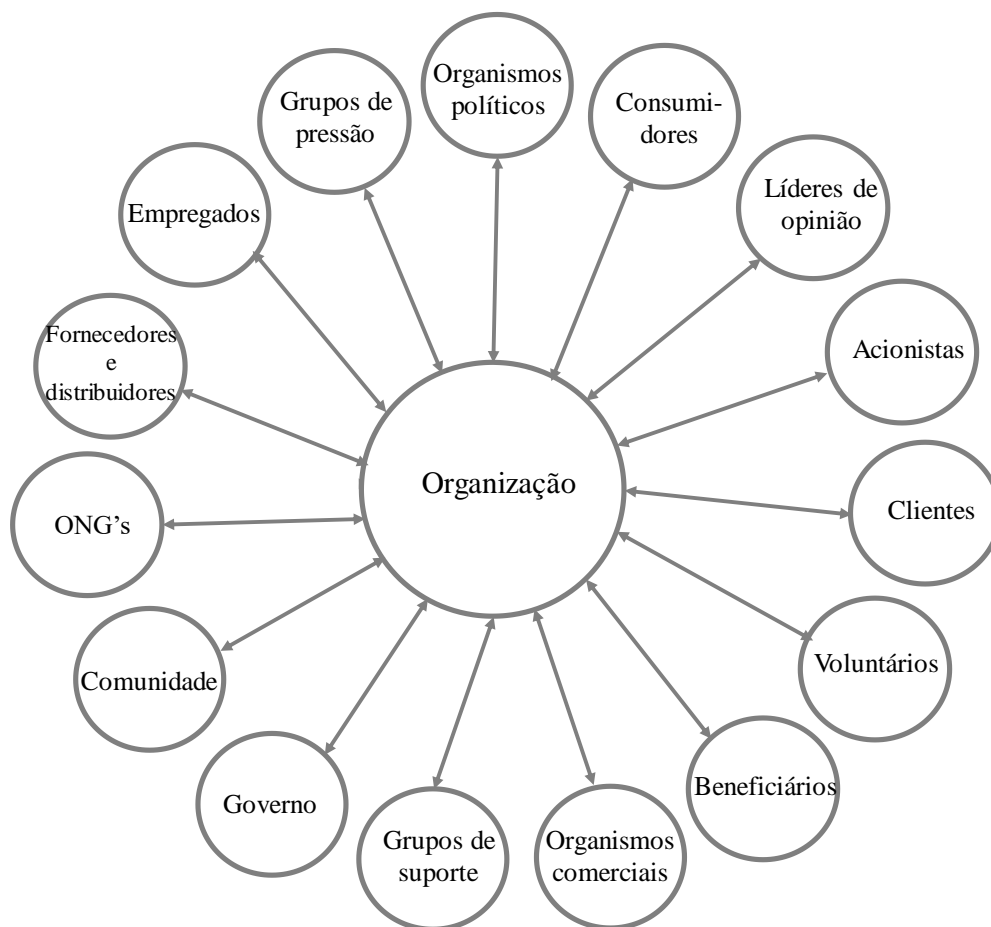 Organismos
políticos
Consumi-
dores
Líderes de
opinião
Acionistas
Clientes
Voluntários
Beneficiários
Organismos
comerciais
Grupos de
suporte
Governo
Comunidade
ONG’s
Fornecedores
e
distribuidores
Empregados
Grupos de
pressão
Organização